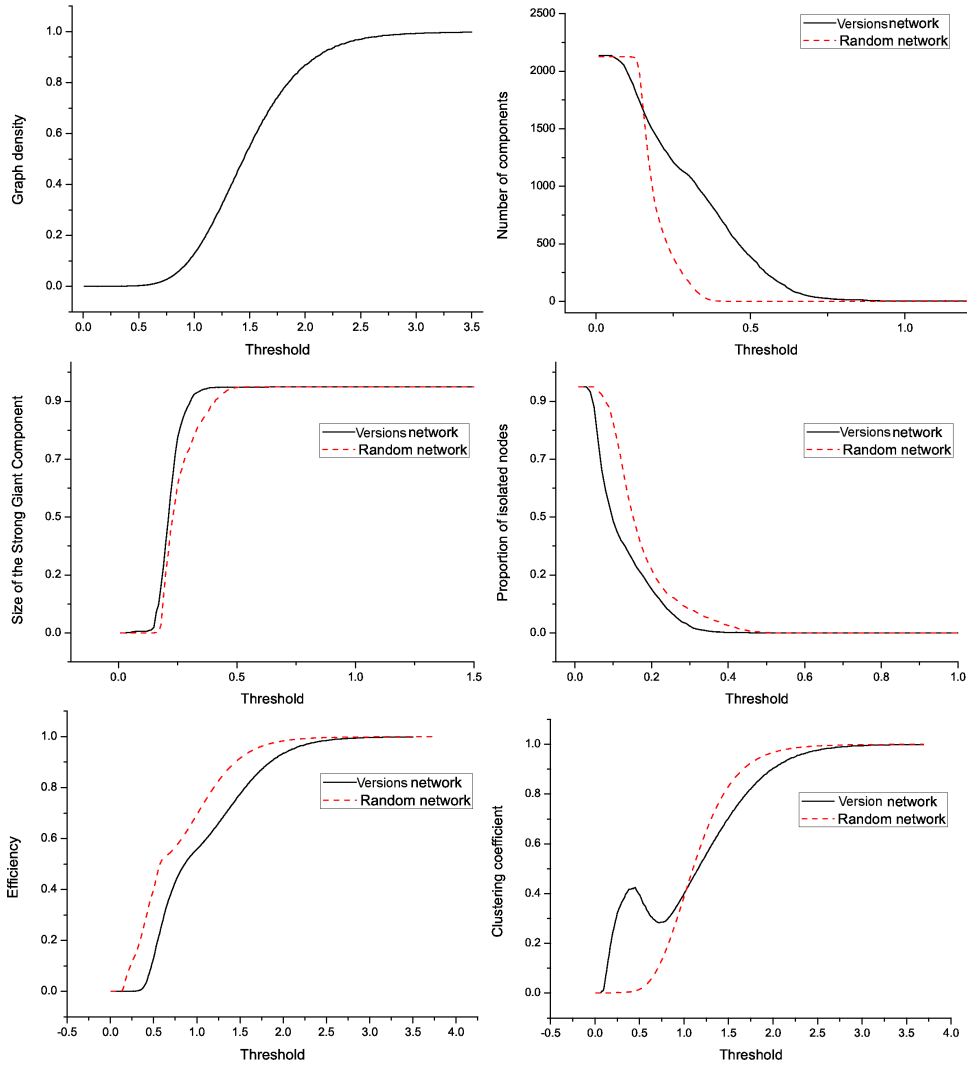 Graph density
1.0
0.8
0.6
0.4
0.2
0.0
0.0 0.5 1.0 1.5 2.0 2.5 3.0 3.5
Threshold
Number of components
2500
2000
1500
1000
500
0
0.0 0.5 1.0
Threshold
Versions network
Random network
Size of the Strong Giant Component
0.9
0.7
0.5
0.2
0.0
0.0 0.5 1.0 1.5
Threshold
Versions network
Random network
Proportion of isolated nodes
0.9
0.7
0.5
0.2
0.0
0.0 0.2 0.4 0.6 0.8 1.0
Threshold
Versions network
Random network
Efficiency
1.0
0.8
0.6
0.4
0.2
0.0
-0.5 0.0 0.5 1.0 1.5 2.0 2.5 3.0 3.5 4.0
Threshold
Versions network
Random network
Clustering coefficient
1.0
0.8
0.6
0.4
0.2
0.0
-0.5 0.0 0.5 1.0 1.5 2.0 2.5 3.0 3.5 4.0
Threshold
Version network
Random network